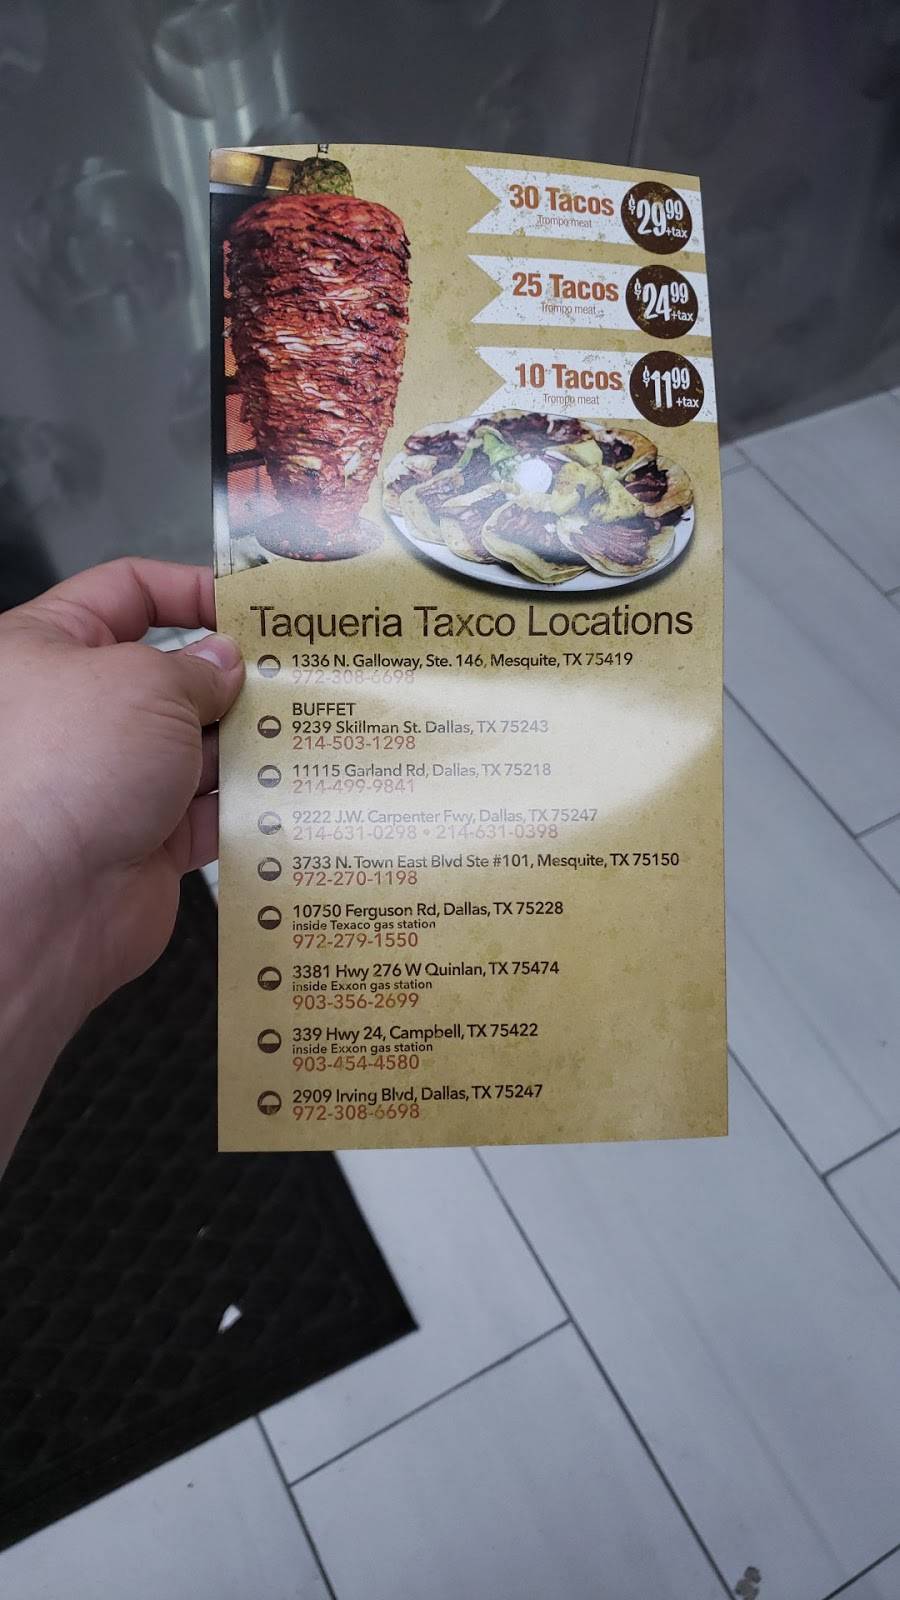 30 Tacos
Trompo meat
$29.99
+tax
25 Tacos
Trompo meat
$24.99
+tax
10 Tacos
Trompo meat
$11.99
+tax
Taqueria Taxco Locations
1336 N. Galloway, Ste. 146, Mesquite, TX 75419
972-308-6698
BUFFET
9239 Skillman St. Dallas, TX 75243
214-503-1298
11115 Garland Rd, Dallas, TX 75218
214-499-9841
9222 J.W. Carpenter Fwy, Dallas, TX 75247
214-631-0298 • 214-631-0398
3733 N. Town East Blvd Ste #101, Mesquite, TX 75150
972-270-1198
10750 Ferguson Rd, Dallas, TX 75228
inside Texaco gas station
972-279-1550
3381 Hwy 276 W Quinlan, TX 75474
inside Exxon gas station
903-356-2699
339 Hwy 24, Campbell, TX 75422
inside Exxon gas station
903-454-4580
2909 Irving Blvd, Dallas, TX 75247
972-308-6698